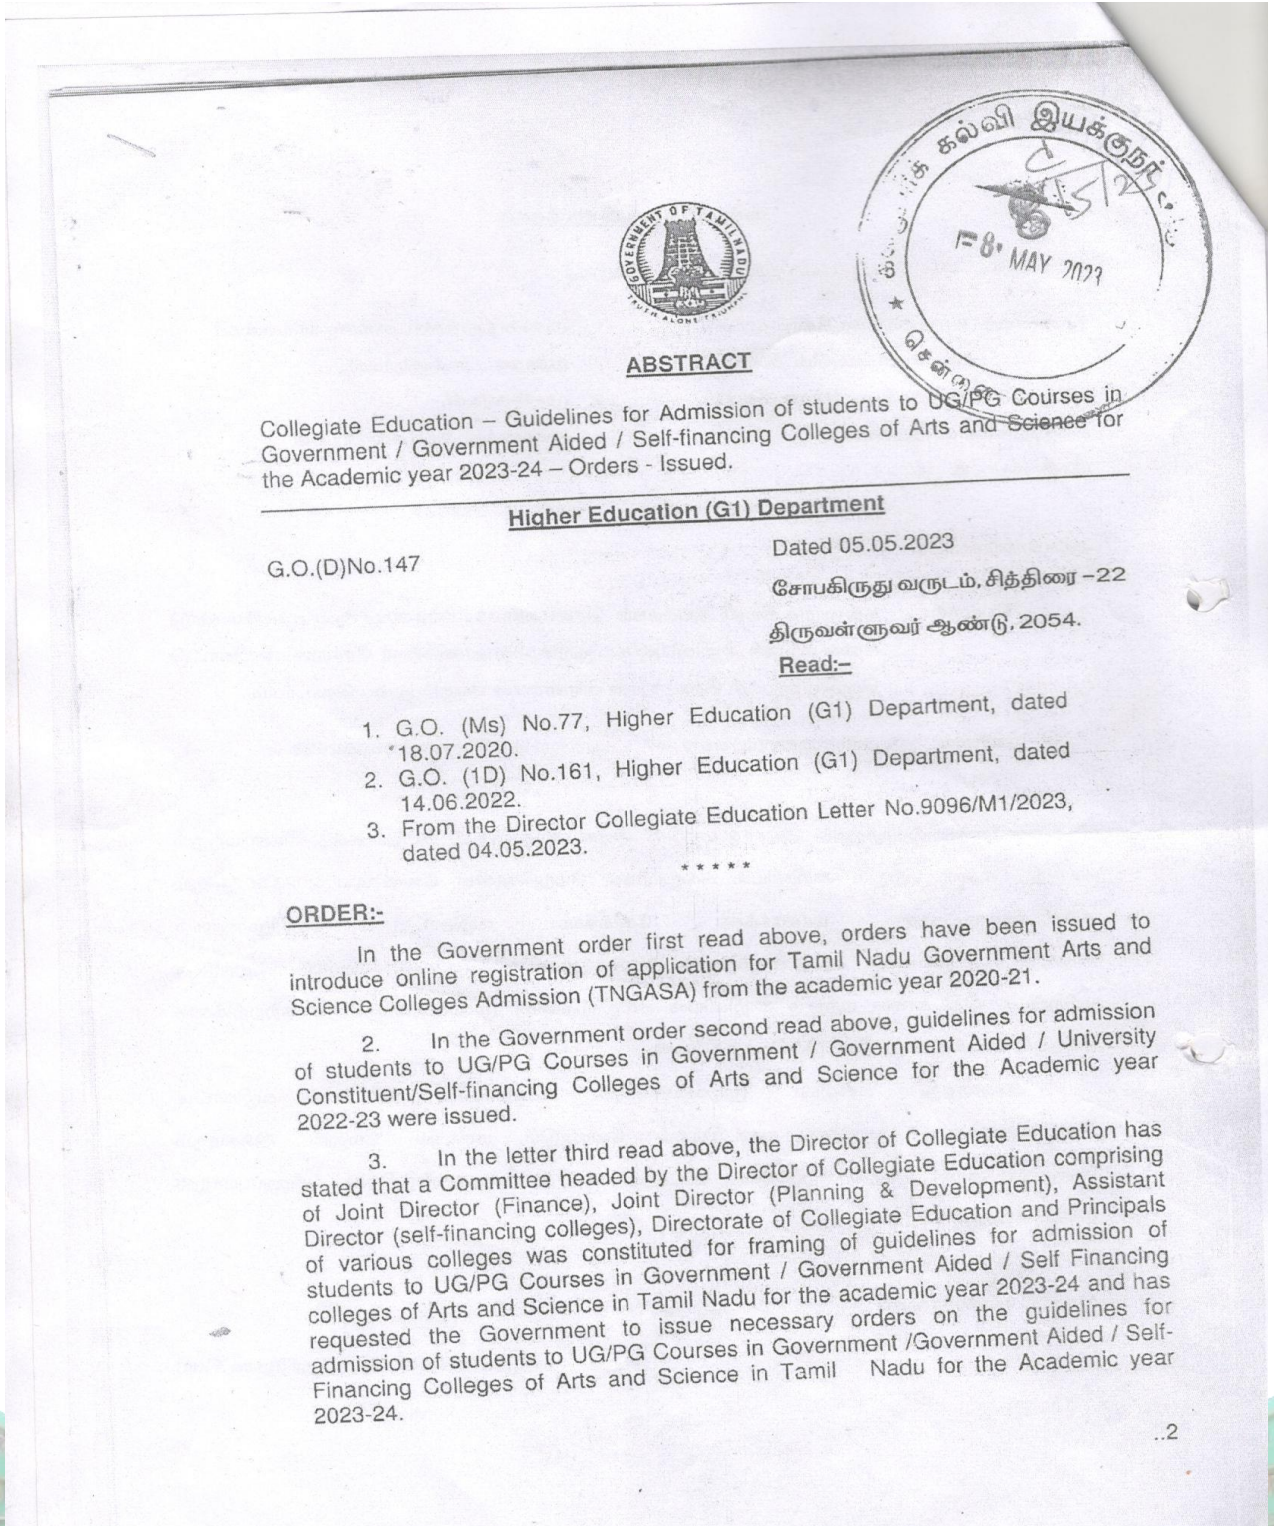 கல்வி இயக்குநர்
5/2
8 MAY 2023
★ சென்னை
GOVERNMENT OF TAMILNADU
TRUTH ALONE TRIUMPHS
ABSTRACT
Collegiate Education – Guidelines for Admission of students to UG/PG Courses in
Government / Government Aided / Self-financing Colleges of Arts and Science for
the Academic year 2023-24 – Orders - Issued.
Higher Education (G1) Department
G.O.(D)No.147
Dated 05.05.2023
சோபகிருது வருடம், சித்திரை –22
திருவள்ளுவர் ஆண்டு, 2054.
Read:–
1. G.O. (Ms) No.77, Higher Education (G1) Department, dated
18.07.2020.
2. G.O. (1D) No.161, Higher Education (G1) Department, dated
14.06.2022.
3. From the Director Collegiate Education Letter No.9096/M1/2023,
dated 04.05.2023.
* * * * *
ORDER:-
In the Government order first read above, orders have been issued to
introduce online registration of application for Tamil Nadu Government Arts and
Science Colleges Admission (TNGASA) from the academic year 2020-21.
2. In the Government order second read above, guidelines for admission
of students to UG/PG Courses in Government / Government Aided / University
Constituent/Self-financing Colleges of Arts and Science for the Academic year
2022-23 were issued.
3. In the letter third read above, the Director of Collegiate Education has
stated that a Committee headed by the Director of Collegiate Education comprising
of Joint Director (Finance), Joint Director (Planning & Development), Assistant
Director (self-financing colleges), Directorate of Collegiate Education and Principals
of various colleges was constituted for framing of guidelines for admission of
students to UG/PG Courses in Government / Government Aided / Self Financing
colleges of Arts and Science in Tamil Nadu for the academic year 2023-24 and has
requested the Government to issue necessary orders on the guidelines for
admission of students to UG/PG Courses in Government /Government Aided / Self-
Financing Colleges of Arts and Science in Tamil Nadu for the Academic year
2023-24.
..2